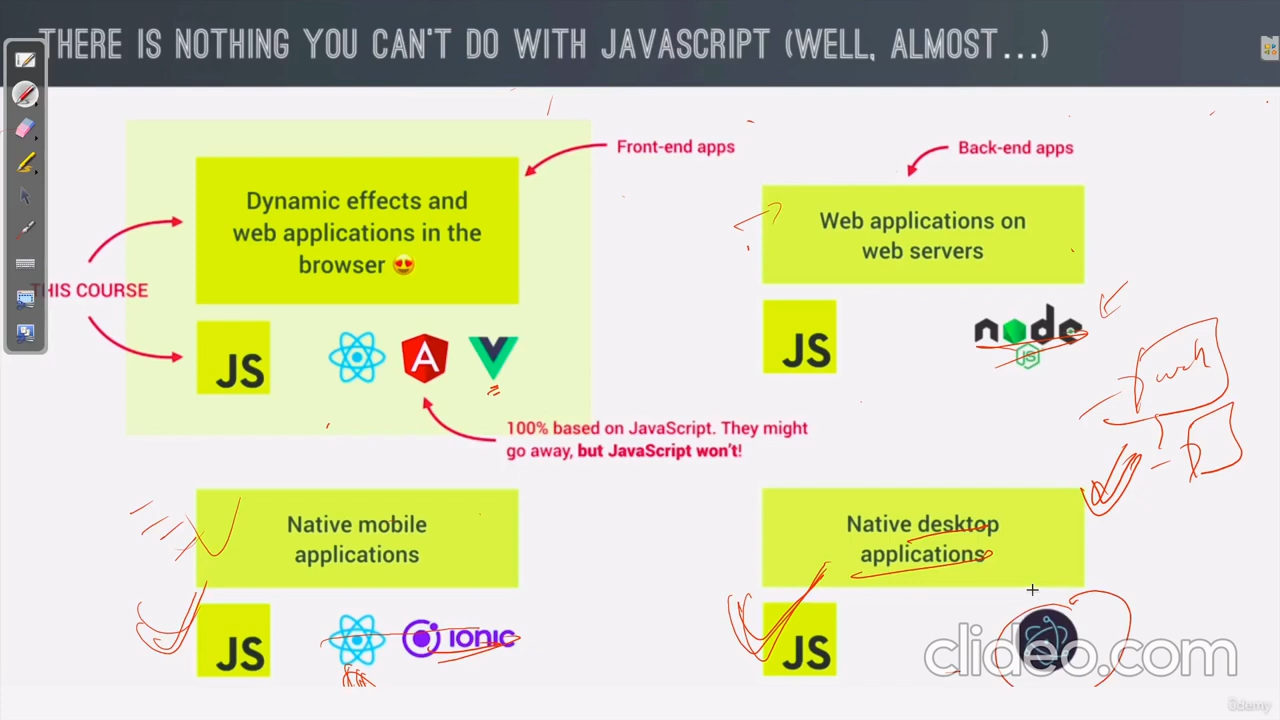 THERE IS NOTHING YOU CAN'T DO WITH JAVASCRIPT (WELL, ALMOST...)
Front-end apps
Dynamic effects and
web applications in the
browser 😍
THIS COURSE
JS
100% based on JavaScript. They might
go away, but JavaScript won't!
Back-end apps
Web applications on
web servers
JS
node
JS
Native mobile
applications
JS
ionic
Native desktop
applications
JS
clideo.com
ûdemy